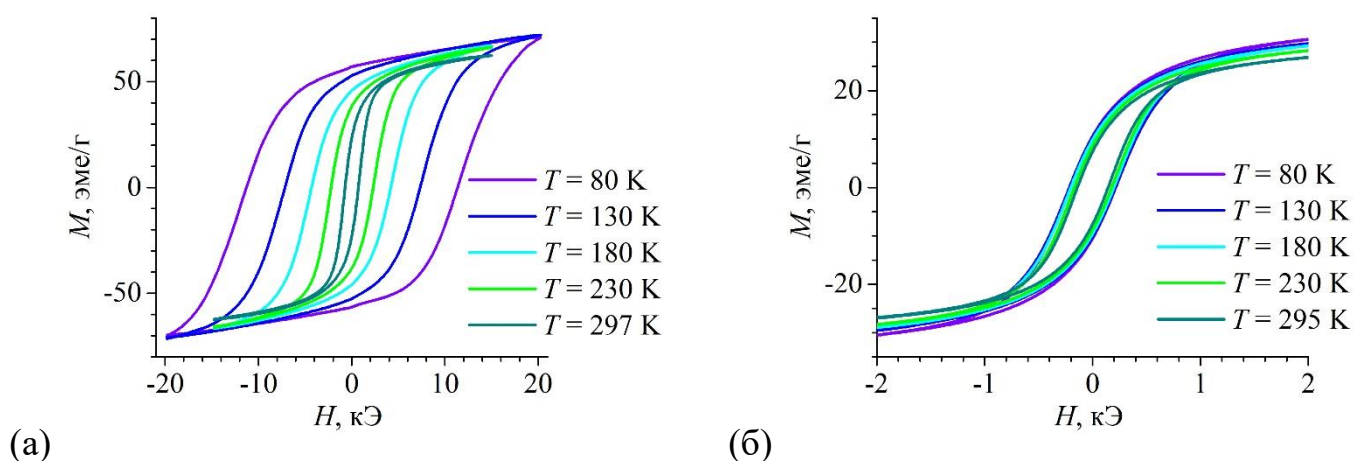 50
0
-50
M, эме/г
-20 -10 0 10 20
H, кЭ
T = 80 K
T = 130 K
T = 180 K
T = 230 K
T = 297 K
(а)
20
0
-20
M, эме/г
-2 -1 0 1 2
H, кЭ
T = 80 K
T = 130 K
T = 180 K
T = 230 K
T = 295 K
(б)